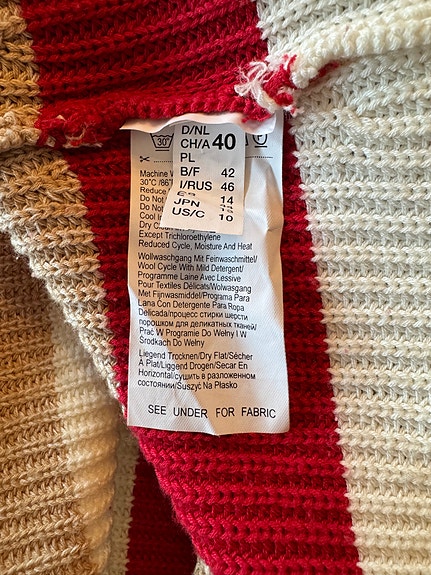 30°
P
D/NL
CH/A 40
PL
B/F 42
I/RUS 46
14
JPN
US/C 10
Machine
30°C /86
Reduce
Do Not
Do Not
Cool
Dry
Except Trichloroethylene
Reduced Cycle, Moisture And Heat
Wollwaschgang Mit Feinwaschmittel/
Wool Cycle With Mild Detergent/
Programme Laine Avec Lessive
Pour Textiles Délicats/Wolwasgang
Met Fijnwasmiddel/Programa Para
Lana Con Detergente Para Ropa
Delicada/процесс стирки шерсти
порошком для деликатных тканей/
Prać W Programie Do Wełny I W
Środkach Do Wełny
Liegend Trocknen/Dry Flat/Sécher
A Plat/Liggend Drogen/Secar En
Horizontal/сушить в разложенном
состоянии/Suszyć Na Płasko
SEE UNDER FOR FABRIC